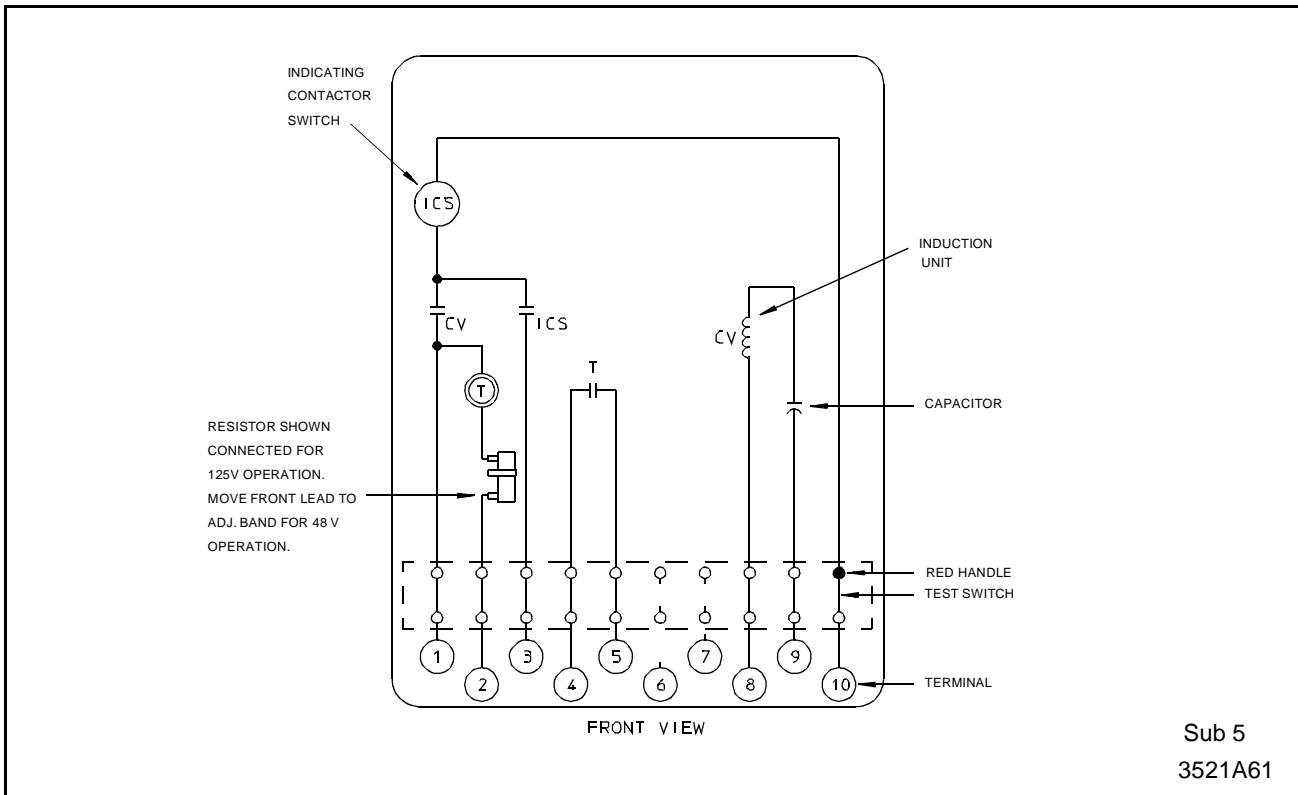 INDICATING
CONTACTOR
SWITCH
ICS
INDUCTION
UNIT
CV
ICS
CV
T
T
CAPACITOR
RESISTOR SHOWN
CONNECTED FOR
125V OPERATION.
MOVE FRONT LEAD TO
ADJ. BAND FOR 48 V
OPERATION.
RED HANDLE
TEST SWITCH
1
2
3
4
5
6
7
8
9
10
TERMINAL
FRONT VIEW
Sub 5
3521A61